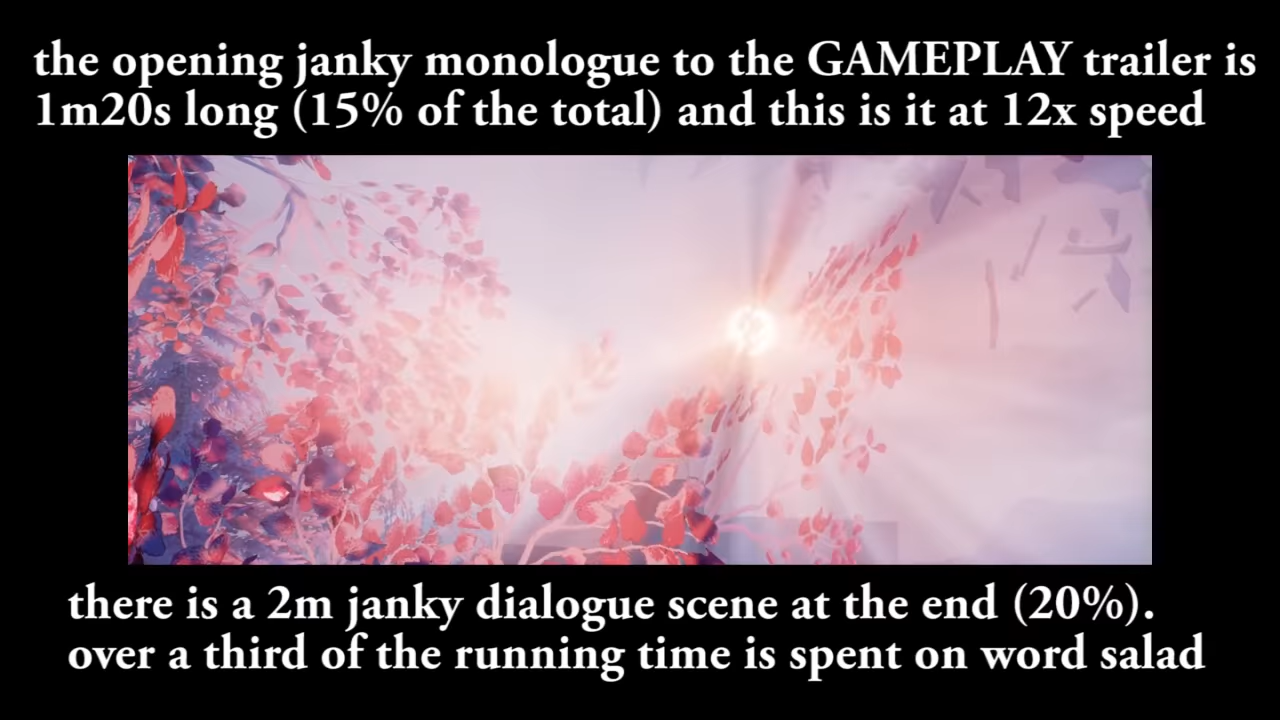 the opening janky monologue to the GAMEPLAY trailer is
1m20s long (15% of the total) and this is it at 12x speed
there is a 2m janky dialogue scene at the end (20%).
over a third of the running time is spent on word salad